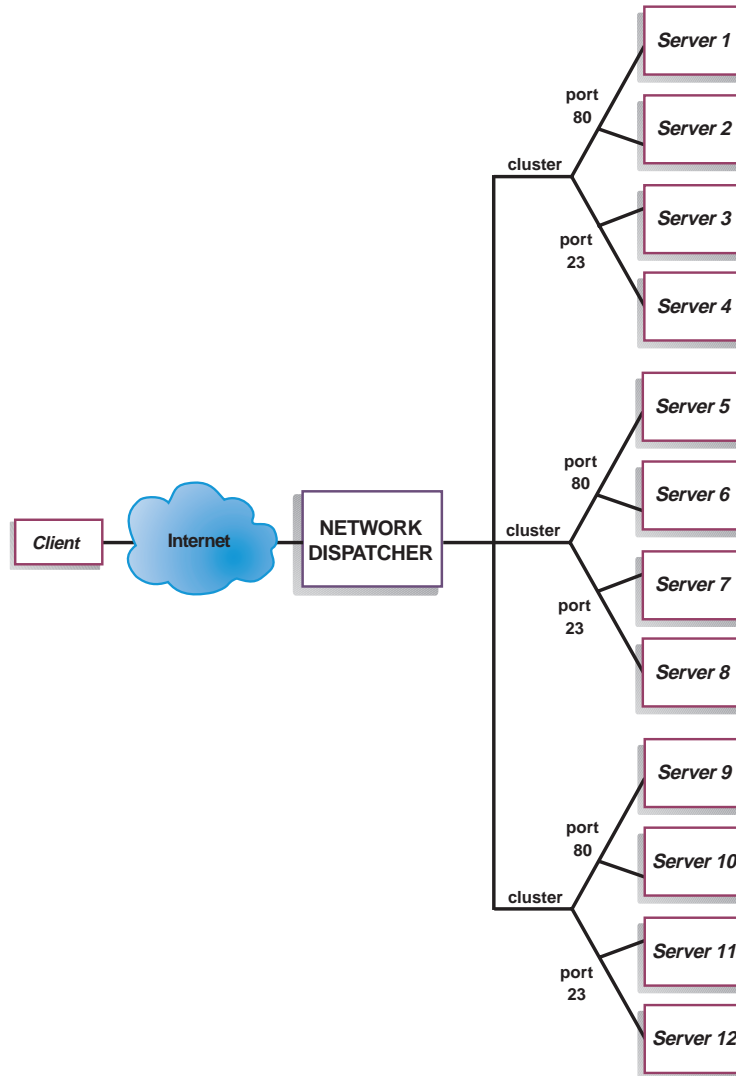 Server 1
port
80
Server 2
cluster
Server 3
port
23
Server 4
Server 5
port
80
Server 6
Client
Internet
NETWORK
DISPATCHER
cluster
Server 7
port
23
Server 8
Server 9
port
80
Server 10
cluster
Server 11
port
23
Server 12